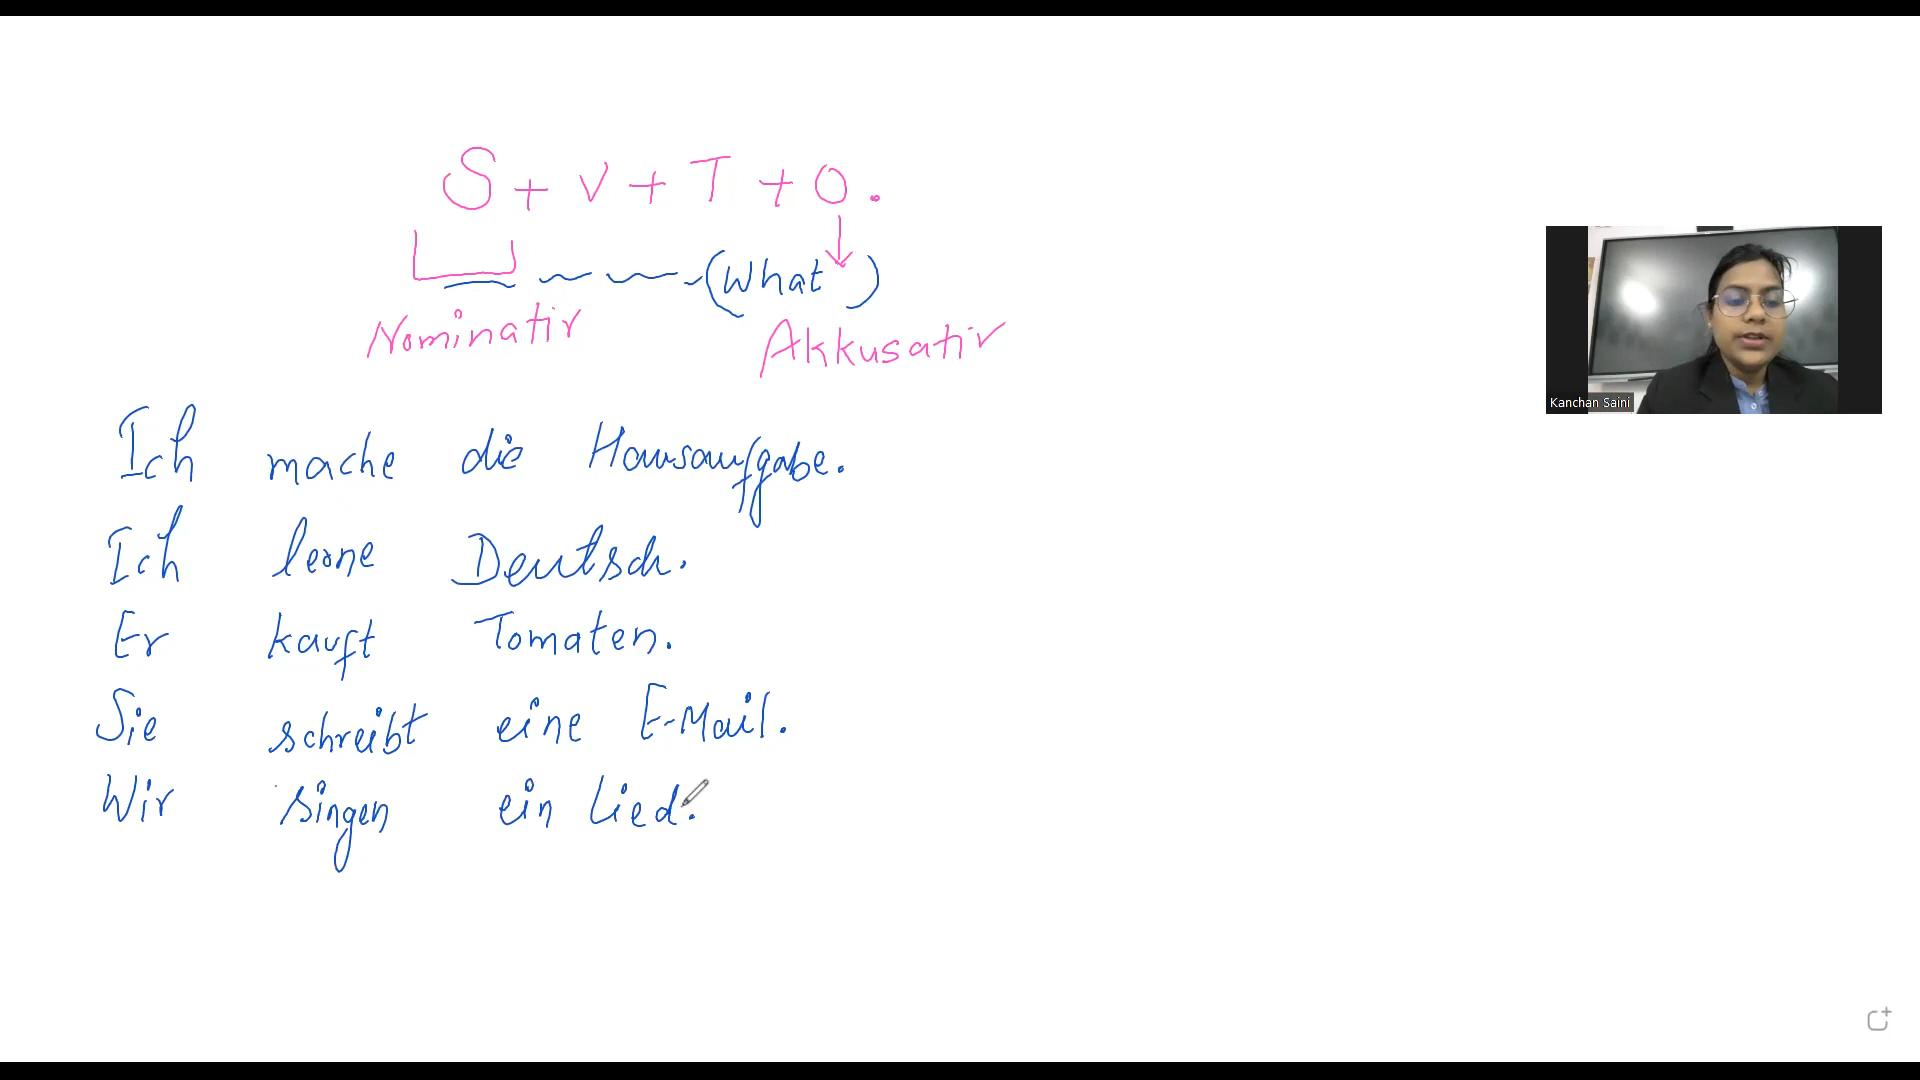 S + V + T + O.
(What)
Nominativ
Akkusativ
Kanchan Saini
Ich mache die Hausaufgabe.
Ich lerne Deutsch.
Er kauft Tomaten.
Sie schreibt eine E-Mail.
Wir singen ein Lied.